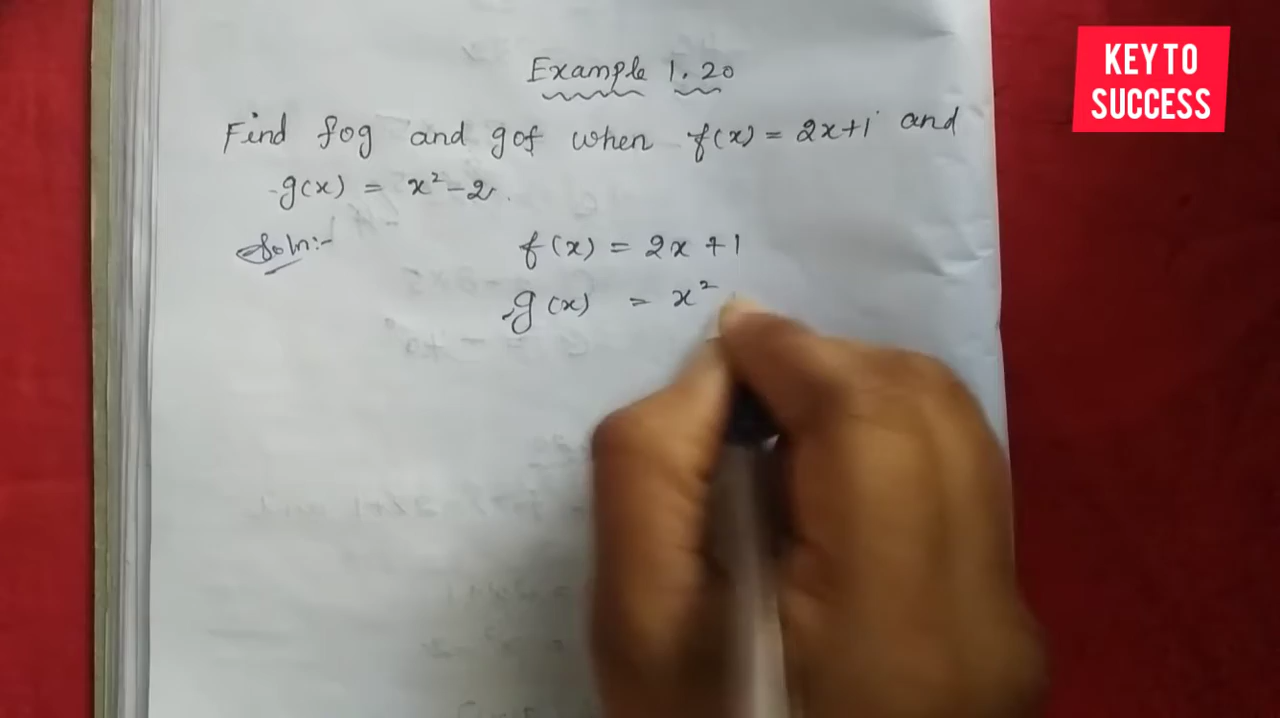 Example 1.20
KEY TO
SUCCESS
Find fog and gof when f(x) = 2x+1 and
g(x) = x²-2.
Soln:-
f(x) = 2x+1
g(x) = x²